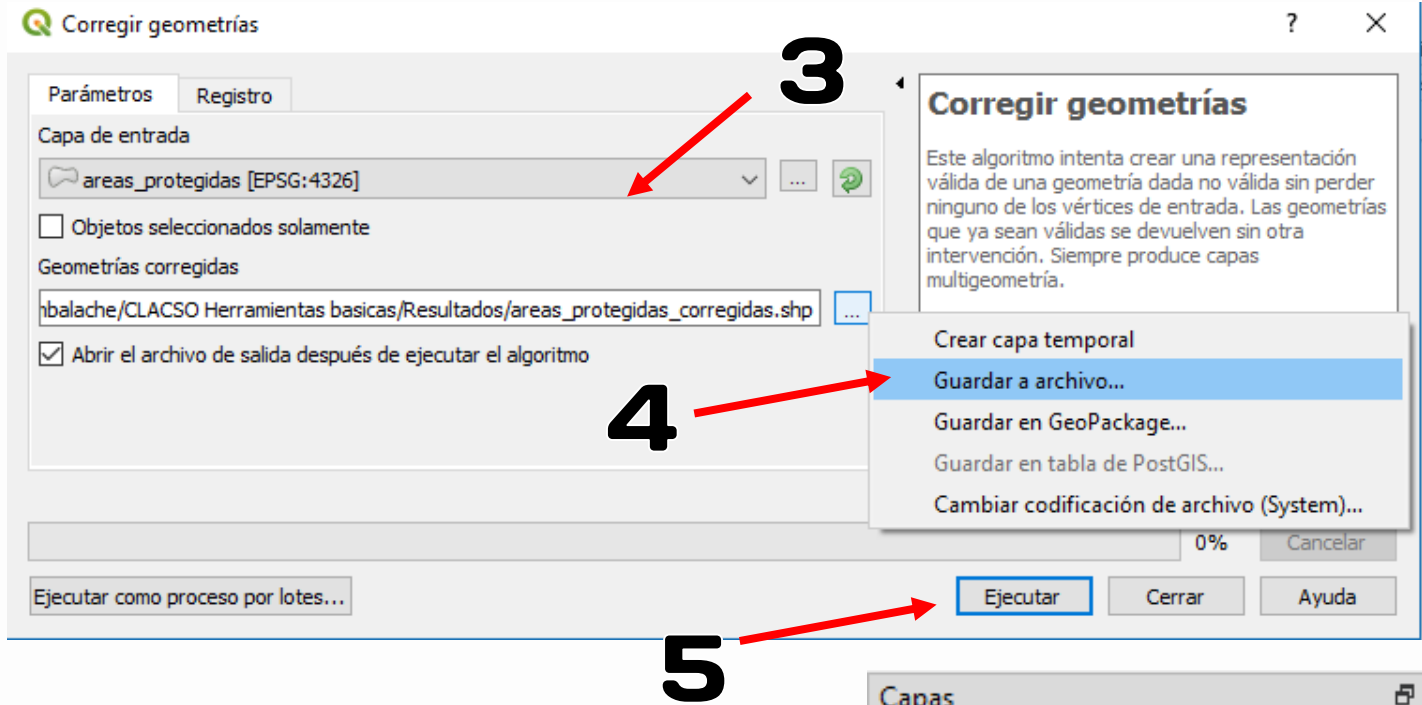 Corregir geometrías
?
3
Parámetros
Registro
Capa de entrada
areas_protegidas [EPSG:4326]
...
Objetos seleccionados solamente
Geometrías corregidas
nbalache/CLACSO Herramientas basicas/Resultados/areas_protegidas_corregidas.shp
...
Abrir el archivo de salida después de ejecutar el algoritmo
4
Corregir geometrías
Este algoritmo intenta crear una representación
válida de una geometría dada no válida sin perder
ninguno de los vértices de entrada. Las geometrías
que ya sean válidas se devuelven sin otra
intervención. Siempre produce capas
multigeometría.
Crear capa temporal
Guardar a archivo...
Guardar en GeoPackage...
Guardar en tabla de PostGIS...
Cambiar codificación de archivo (System)...
0%
Cancelar
Ejecutar como proceso por lotes...
Ejecutar
Cerrar
Ayuda
5
Capas